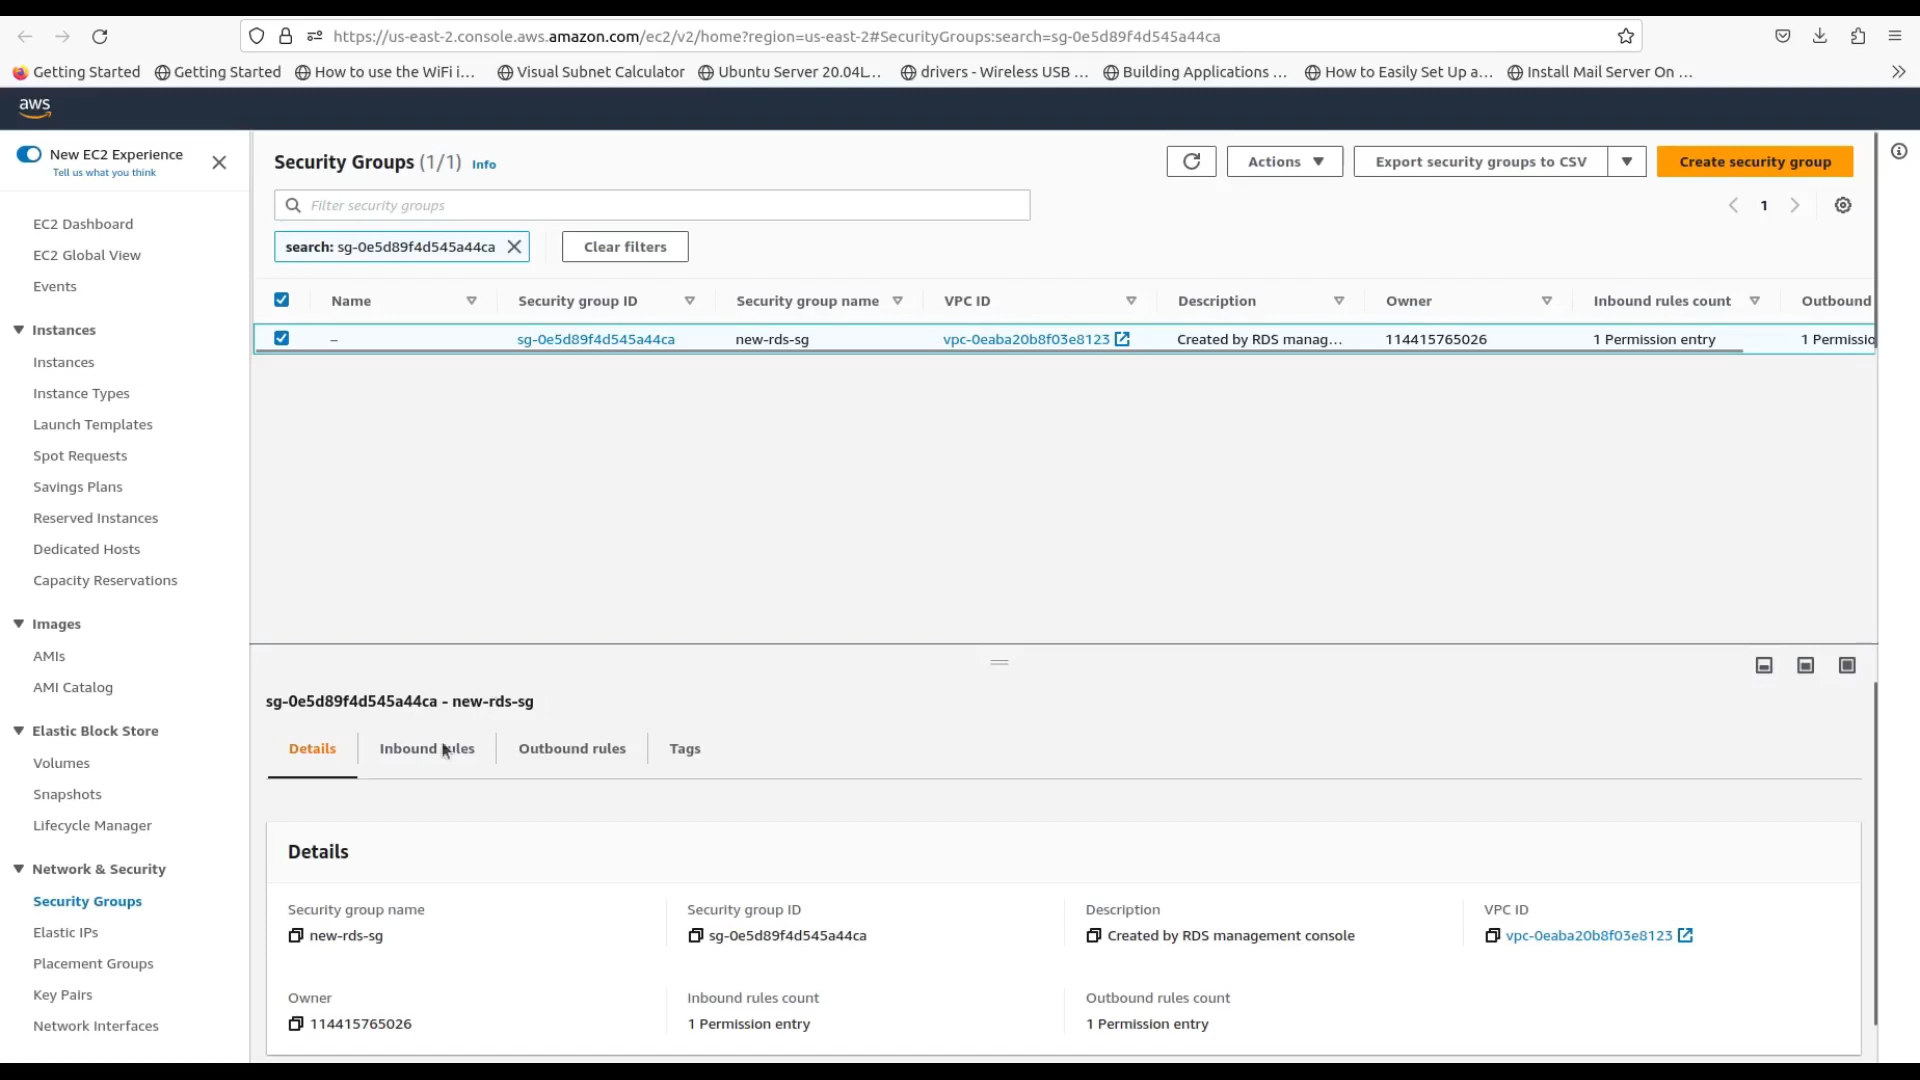 https://us-east-2.console.aws.amazon.com/ec2/v2/home?region=us-east-2#SecurityGroups:search=sg-0e5d89f4d545a44ca
Getting Started Getting Started How to use the WiFi i... Visual Subnet Calculator Ubuntu Server 20.04L... drivers - Wireless USB ... Building Applications ... How to Easily Set Up a... Install Mail Server On ...
aws
New EC2 Experience
Tell us what you think
EC2 Dashboard
EC2 Global View
Events
Instances
Instances
Instance Types
Launch Templates
Spot Requests
Savings Plans
Reserved Instances
Dedicated Hosts
Capacity Reservations
Images
AMIs
AMI Catalog
Elastic Block Store
Volumes
Snapshots
Lifecycle Manager
Network & Security
Security Groups
Elastic IPs
Placement Groups
Key Pairs
Network Interfaces
Security Groups (1/1) Info
Actions Export security groups to CSV Create security group
Filter security groups
1
search: sg-0e5d89f4d545a44ca Clear filters
Name Security group ID Security group name VPC ID Description Owner Inbound rules count Outbound
– sg-0e5d89f4d545a44ca new-rds-sg vpc-0eaba20b8f03e8123 Created by RDS manag... 114415765026 1 Permission entry 1 Permissio
sg-0e5d89f4d545a44ca - new-rds-sg
Details Inbound rules Outbound rules Tags
Details
Security group name Security group ID Description VPC ID
new-rds-sg sg-0e5d89f4d545a44ca Created by RDS management console vpc-0eaba20b8f03e8123
Owner Inbound rules count Outbound rules count
114415765026 1 Permission entry 1 Permission entry